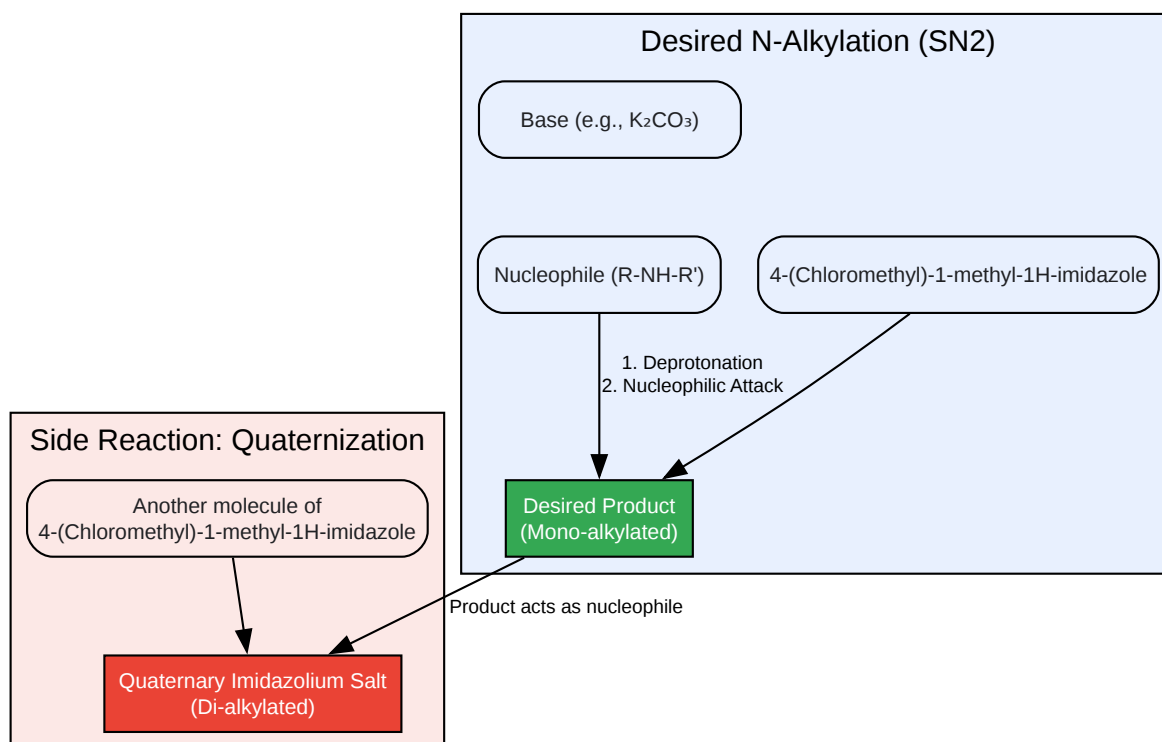 Desired N-Alkylation (SN2)
Base (e.g., K₂CO₃)
Nucleophile (R-NH-R')
4-(Chloromethyl)-1-methyl-1H-imidazole
1. Deprotonation
2. Nucleophilic Attack
Desired Product
(Mono-alkylated)
Side Reaction: Quaternization
Another molecule of
4-(Chloromethyl)-1-methyl-1H-imidazole
Product acts as nucleophile
Quaternary Imidazolium Salt
(Di-alkylated)